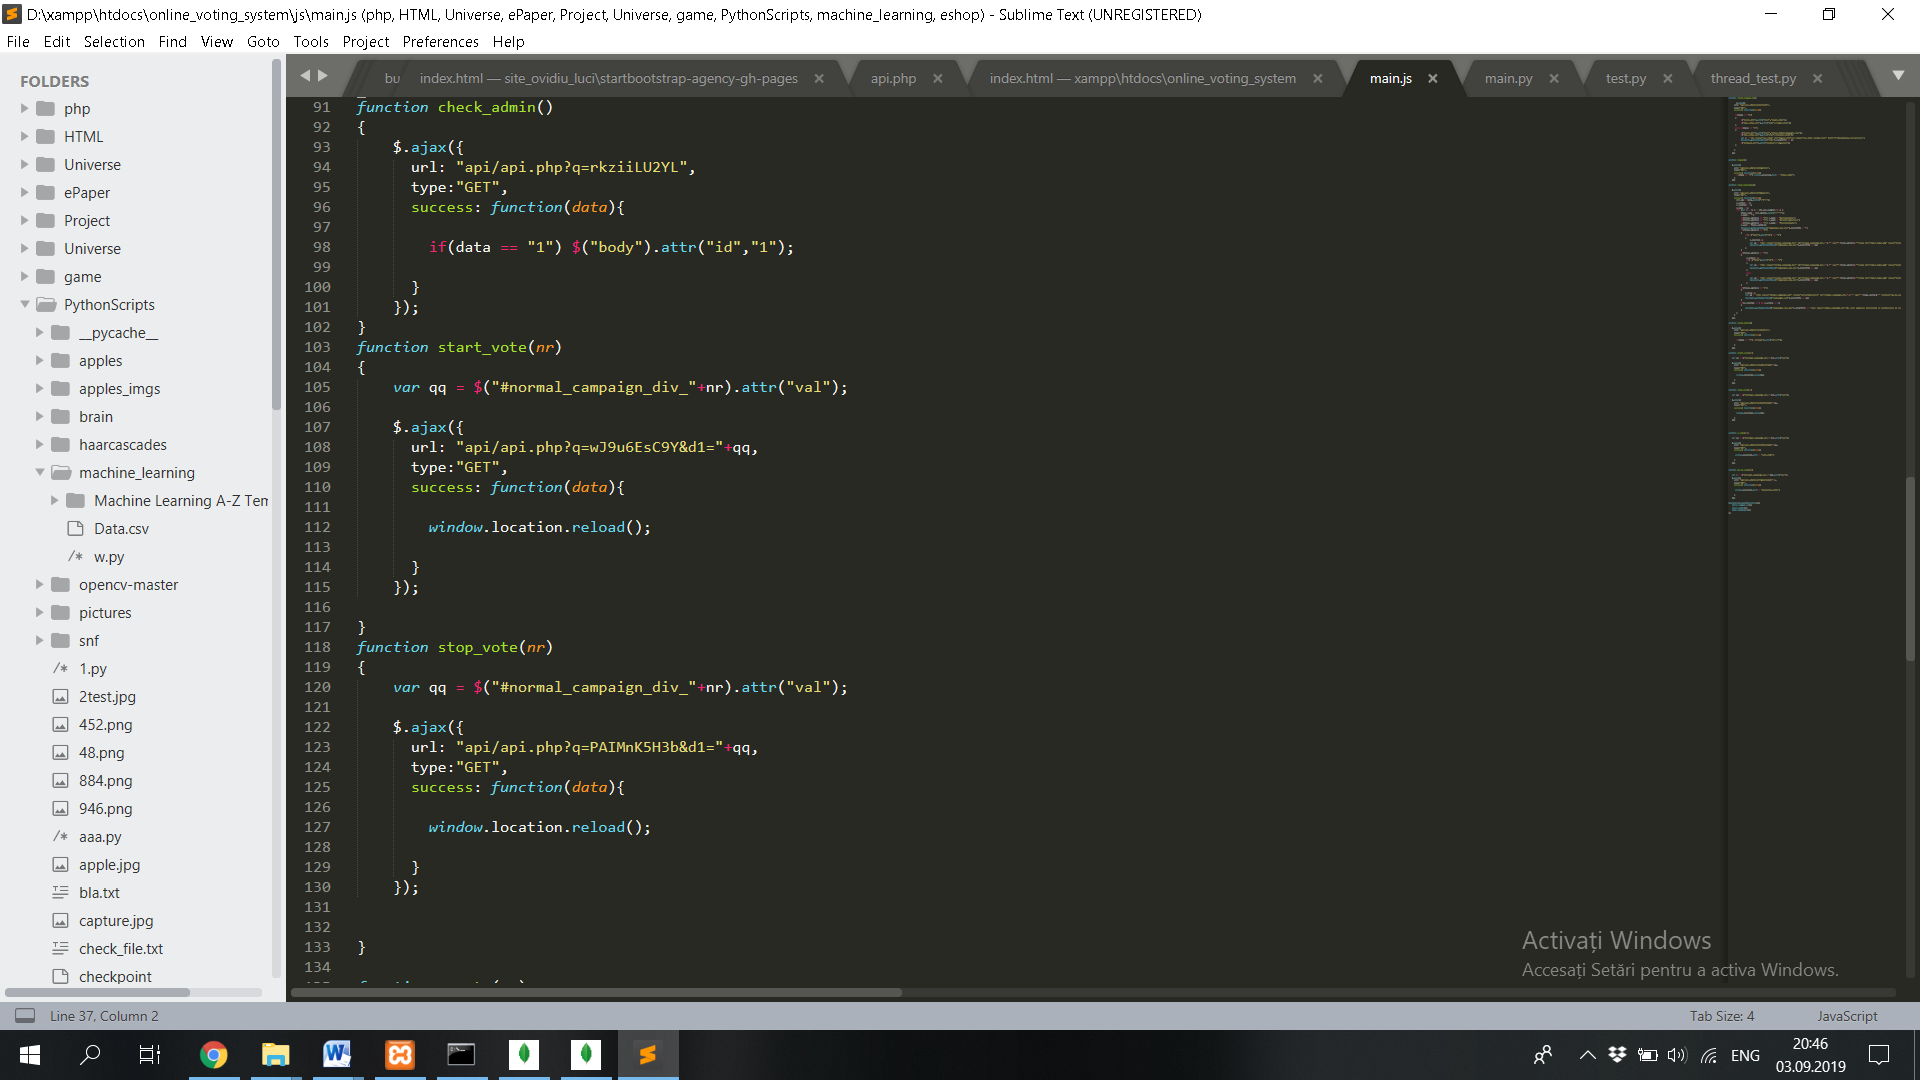 D:\xampp\htdocs\online_voting_system\js\main.js (php, HTML, Universe, ePaper, Project, Universe, game, PythonScripts, machine_learning, eshop) - Sublime Text (UNREGISTERED)
File Edit Selection Find View Goto Tools Project Preferences Help
FOLDERS
php
HTML
Universe
ePaper
Project
Universe
game
PythonScripts
__pycache__
apples
apples_imgs
brain
haarcascades
machine_learning
Machine Learning A-Z Tem
Data.csv
/* w.py
opencv-master
pictures
snf
/* 1.py
2test.jpg
452.png
48.png
884.png
946.png
/* aaa.py
apple.jpg
bla.txt
capture.jpg
check_file.txt
checkpoint
bu index.html — site_ovidiu_luci\startbootstrap-agency-gh-pages × api.php × index.html — xampp\htdocs\online_voting_system × main.js × main.py × test.py × thread_test.py ×
91 function check_admin()
92 {
93 $.ajax({
94 url: "api/api.php?q=rkziiLU2YL",
95 type:"GET",
96 success: function(data){
97
98 if(data == "1") $("body").attr("id","1");
99
100 }
101 });
102 }
103 function start_vote(nr)
104 {
105 var qq = $("#normal_campaign_div_"+nr).attr("val");
106
107 $.ajax({
108 url: "api/api.php?q=wJ9u6EsC9Y&d1="+qq,
109 type:"GET",
110 success: function(data){
111
112 window.location.reload();
113
114 }
115 });
116
117 }
118 function stop_vote(nr)
119 {
120 var qq = $("#normal_campaign_div_"+nr).attr("val");
121
122 $.ajax({
123 url: "api/api.php?q=PAIMnK5H3b&d1="+qq,
124 type:"GET",
125 success: function(data){
126
127 window.location.reload();
128
129 }
130 });
131
132
133 }
134
Activați Windows
Accesați Setări pentru a activa Windows.
Line 37, Column 2
Tab Size: 4 JavaScript
ENG
20:46
03.09.2019